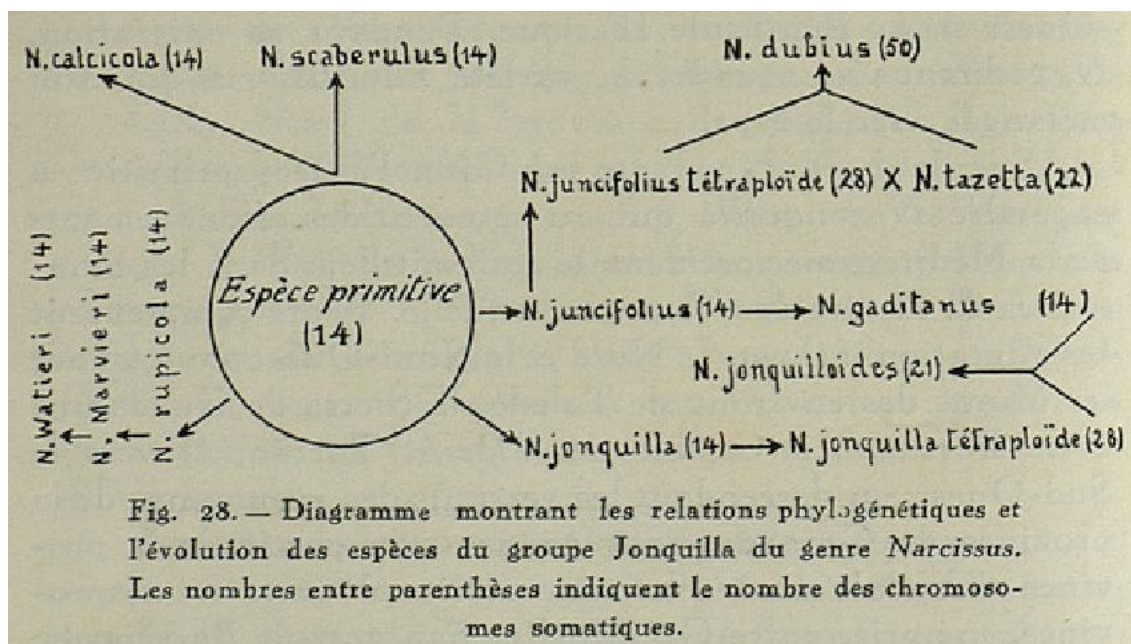 N. calcicola (14) N. scaberulus (14) N. dubius (50)
N. juncifolius tétraploïde (28) X N. tazetta (22)
N. Watieri (14)
N. Marvieri (14)
N. rupicola (14)
Espèce primitive
(14)
N. juncifolius (14) N. gaditanus (14)
N. jonquilloides (21)
N. jonquilla (14) N. jonquilla tétraploïde (28)
Fig. 28. — Diagramme montrant les relations phylogénétiques et
l'évolution des espèces du groupe Jonquilla du genre Narcissus.
Les nombres entre parenthèses indiquent le nombre des chromoso-
mes somatiques.